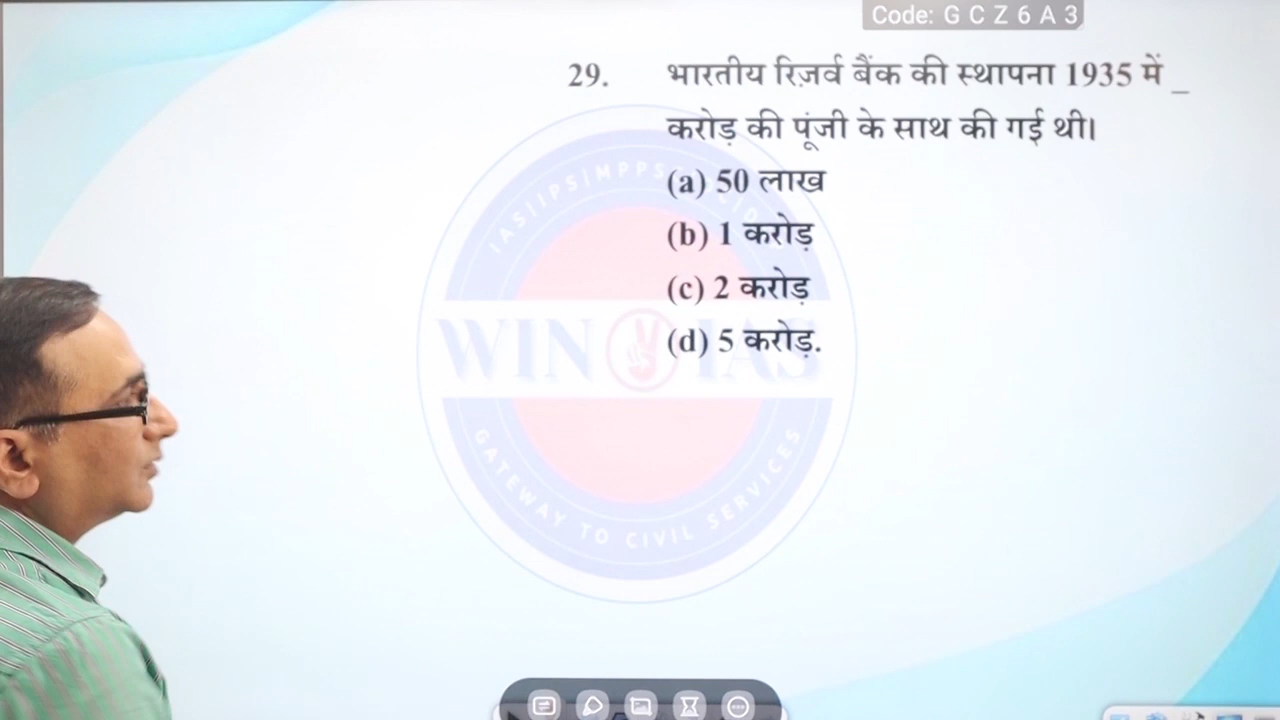 Code: G C Z 6 A 3
29. भारतीय रिज़र्व बैंक की स्थापना 1935 में _
करोड़ की पूंजी के साथ की गई थी।
(a) 50 लाख
(b) 1 करोड़
(c) 2 करोड़
(d) 5 करोड़.
WIN IAS
GATEWAY TO CIVIL SERVICES